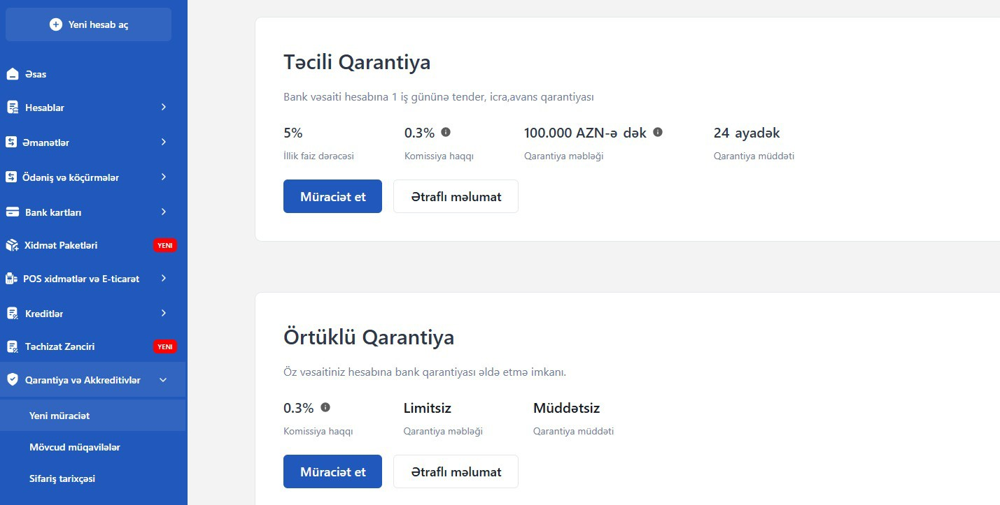 Yeni hesab aç
Əsas
Hesablar
Əmanətlər
Ödəniş və köçürmələr
Bank kartları
Xidmət Paketləri YENI
POS xidmətlər və E-ticarət
Kreditlər
Təchizat Zənciri YENI
Qarantiya və Akkreditivlər
Yeni müraciət
Mövcud müqavilələr
Sifariş tarixçəsi
Təcili Qarantiya
Bank vəsaiti hesabına 1 iş gününə tender, icra,avans qarantiyası
5% 0.3% 100.000 AZN-ə dək 24 ayadək
İllik faiz dərəcəsi Komissiya haqqı Qarantiya məbləği Qarantiya müddəti
Müraciət et Ətraflı məlumat
Örtüklü Qarantiya
Öz vəsaitiniz hesabına bank qarantiyası əldə etmə imkanı.
0.3% Limitsiz Müddətsiz
Komissiya haqqı Qarantiya məbləği Qarantiya müddəti
Müraciət et Ətraflı məlumat